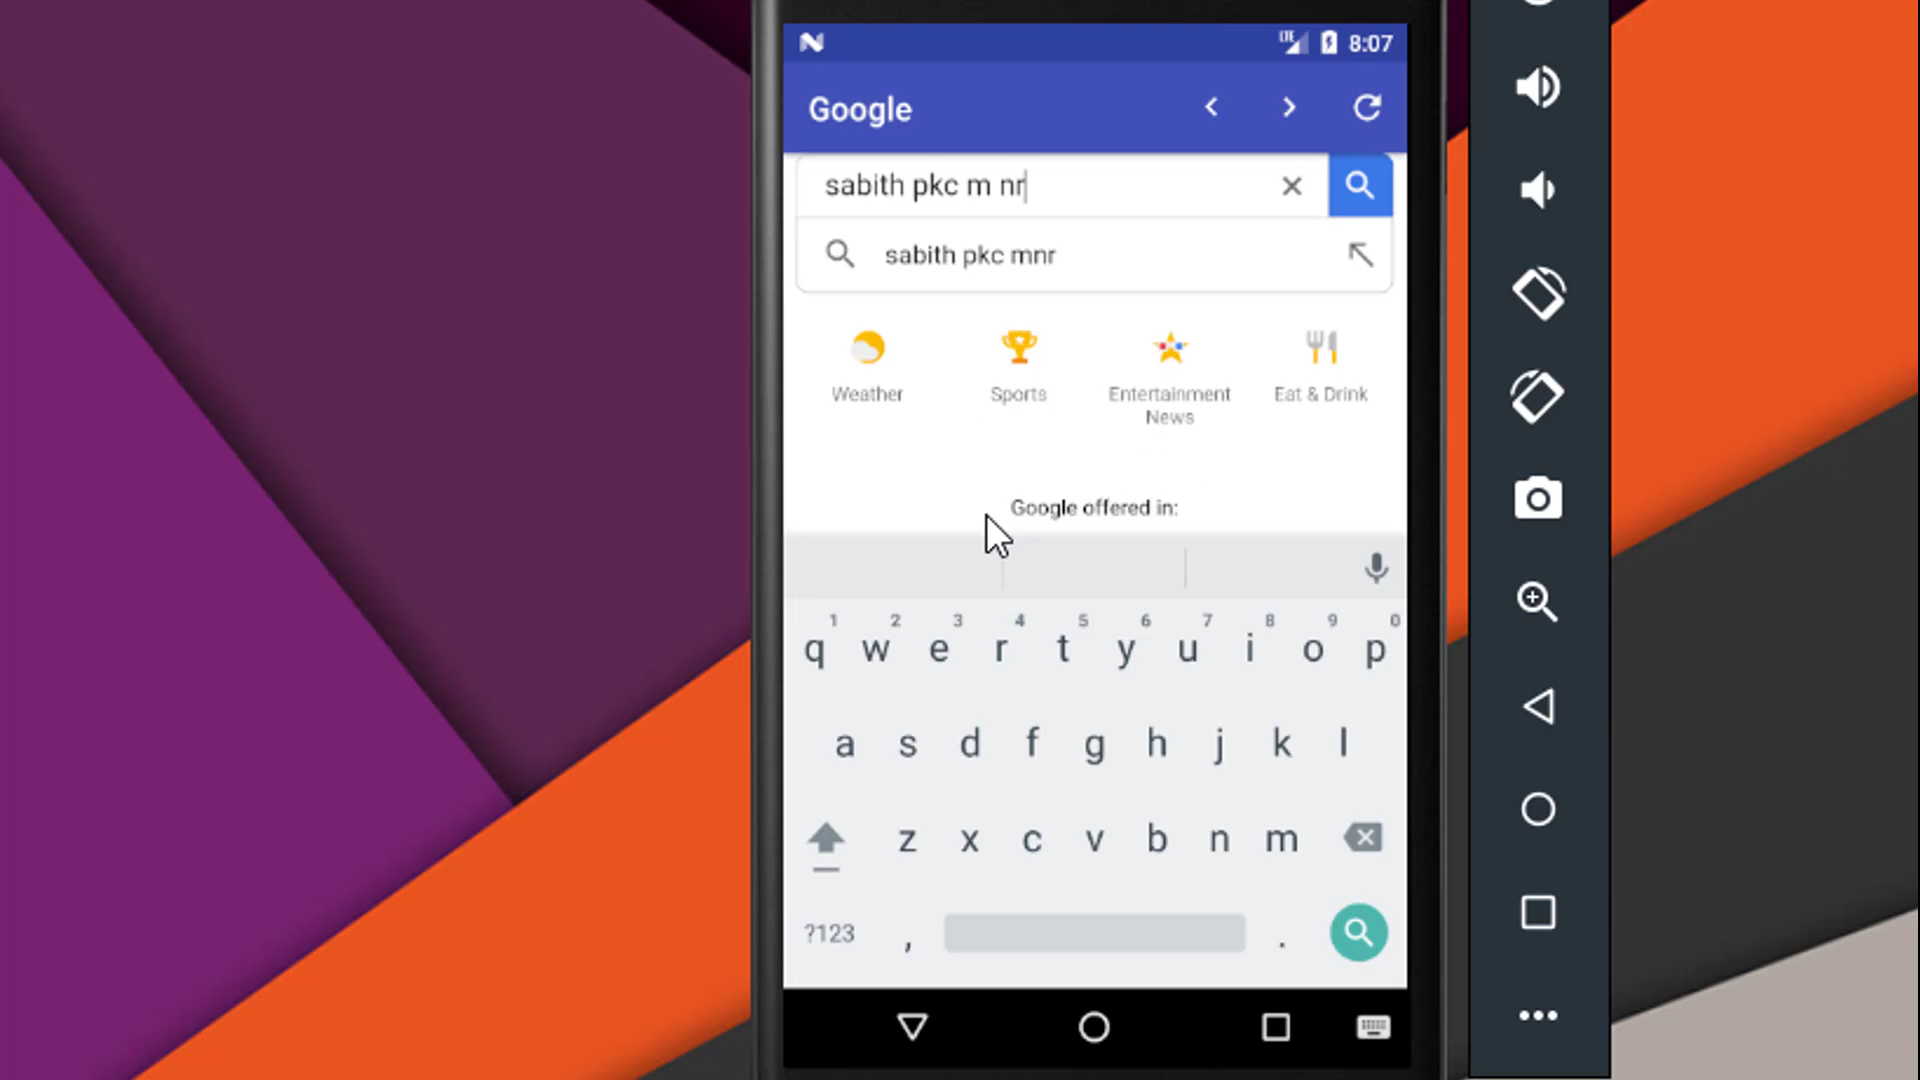 LTE 8:07
Google
sabith pkc m nr
sabith pkc mnr
Weather Sports Entertainment News Eat & Drink
Google offered in:
1 2 3 4 5 6 7 8 9 0
q w e r t y u i o p
a s d f g h j k l
z x c v b n m
?123 , .